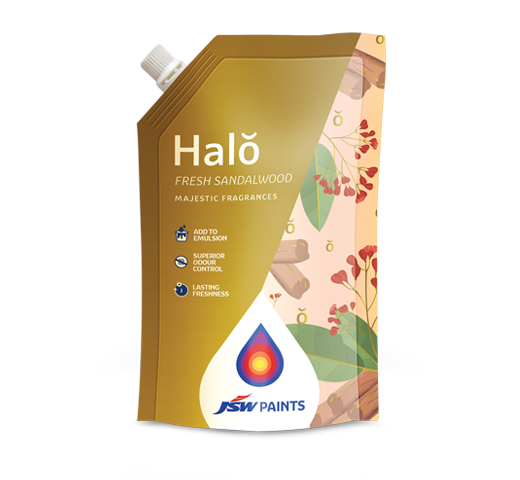 Halŏ
FRESH SANDALWOOD
MAJESTIC FRAGRANCES
ADD TO
EMULSION
SUPERIOR
ODOUR
CONTROL
LASTING
FRESHNESS
JSW PAINTS
ŏ
ŏ
ŏ
ŏ